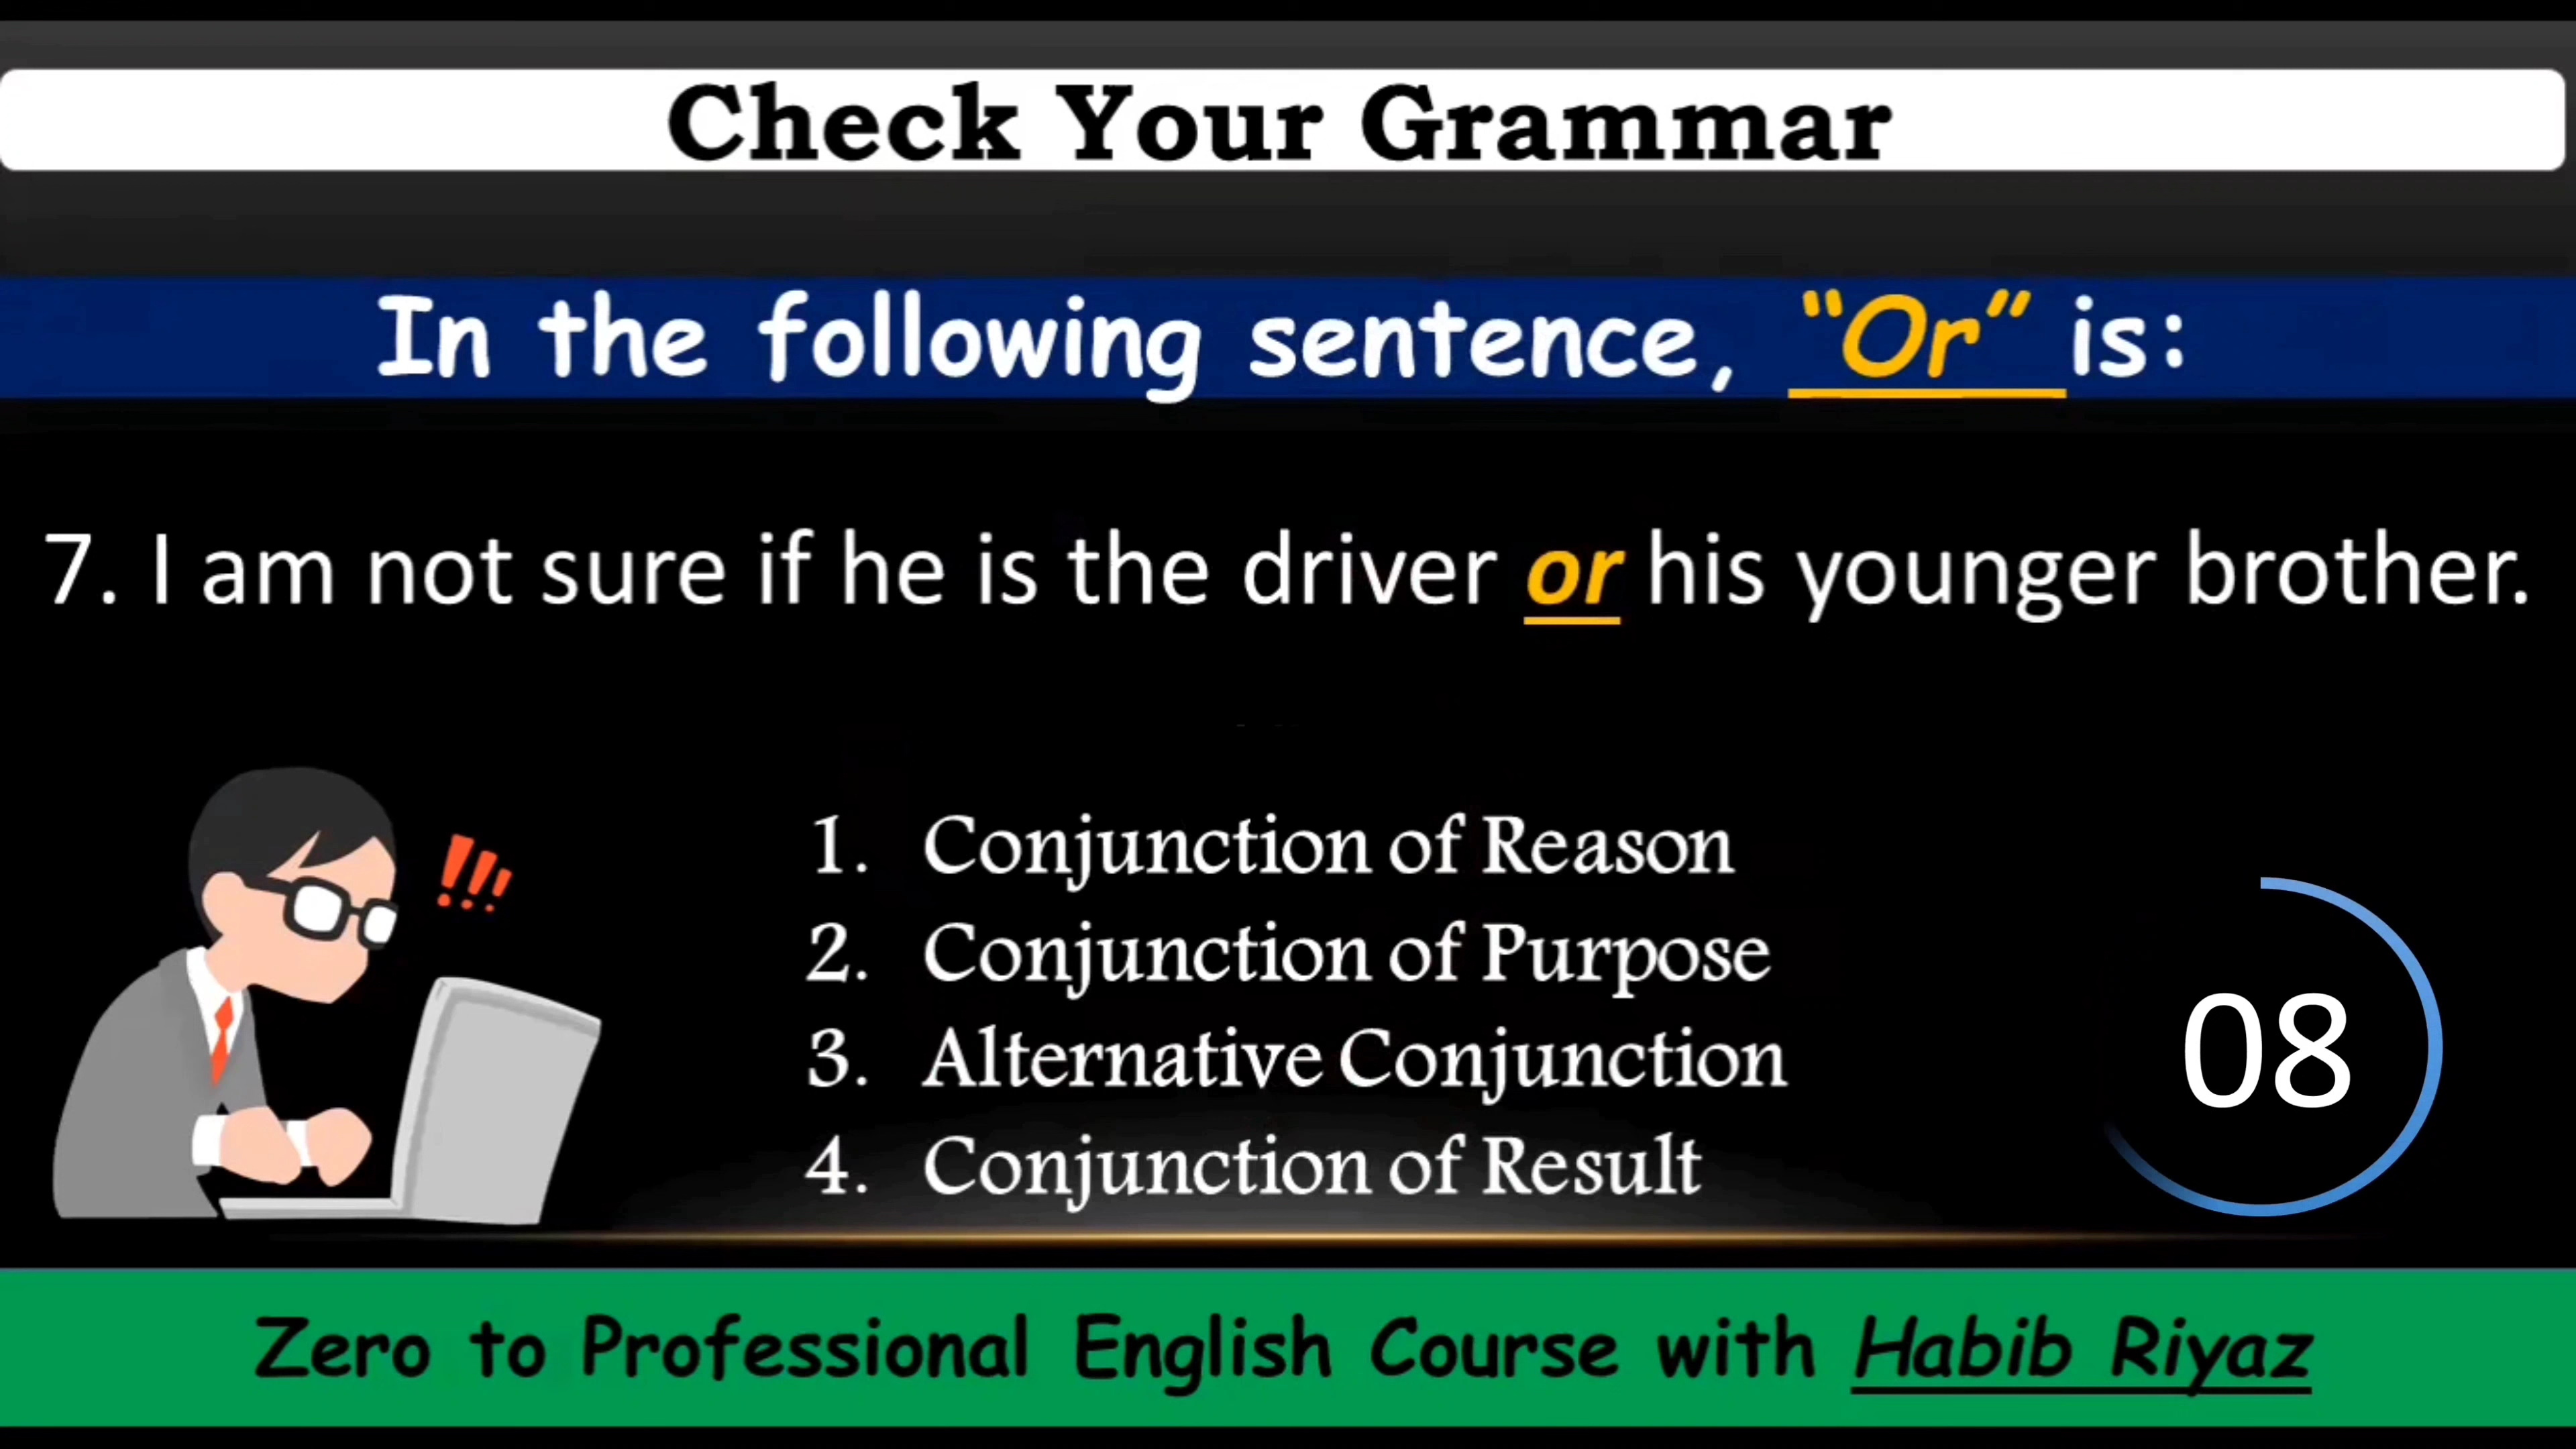 Check Your Grammar
In the following sentence, “Or” is:
7. I am not sure if he is the driver or his younger brother.
!!!
1. Conjunction of Reason
2. Conjunction of Purpose
3. Alternative Conjunction
4. Conjunction of Result
08
Zero to Professional English Course with Habib Riyaz